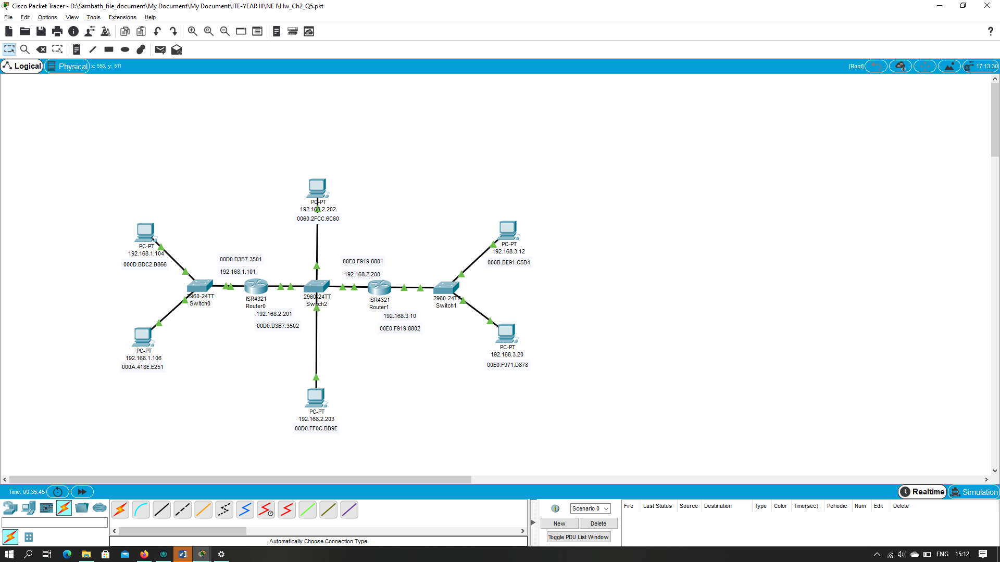 Cisco Packet Tracer - D:\Sambath_file_document\My Document\My Document\ITE-YEAR III\NE I\Hw_Ch2_Q5.pkt
File Edit Options View Tools Extensions Help
?
Logical Physical x: 558, y: 511 [Root] 17:13:30
PC-PT
192.168.2.202
0060.2FCC.6C60
PC-PT
192.168.1.104
000D.BDC2.B866
PC-PT
192.168.3.12
000B.BE91.C5B4
00D0.D3B7.3501
192.168.1.101
00E0.F919.8801
192.168.2.200
2960-24TT
Switch0
ISR4321
Router0
192.168.2.201
00D0.D3B7.3502
2960-24TT
Switch2
ISR4321
Router1
192.168.3.10
00E0.F919.8802
2960-24TT
Switch1
PC-PT
192.168.1.106
000A.418E.E251
PC-PT
192.168.3.20
00E0.F971.D878
PC-PT
192.168.2.203
00D0.FF0C.BB9E
Time: 00:35:45 Realtime Simulation
Scenario 0
New Delete
Toggle PDU List Window
Fire Last Status Source Destination Type Color Time(sec) Periodic Num Edit Delete
Automatically Choose Connection Type
ENG 15:12